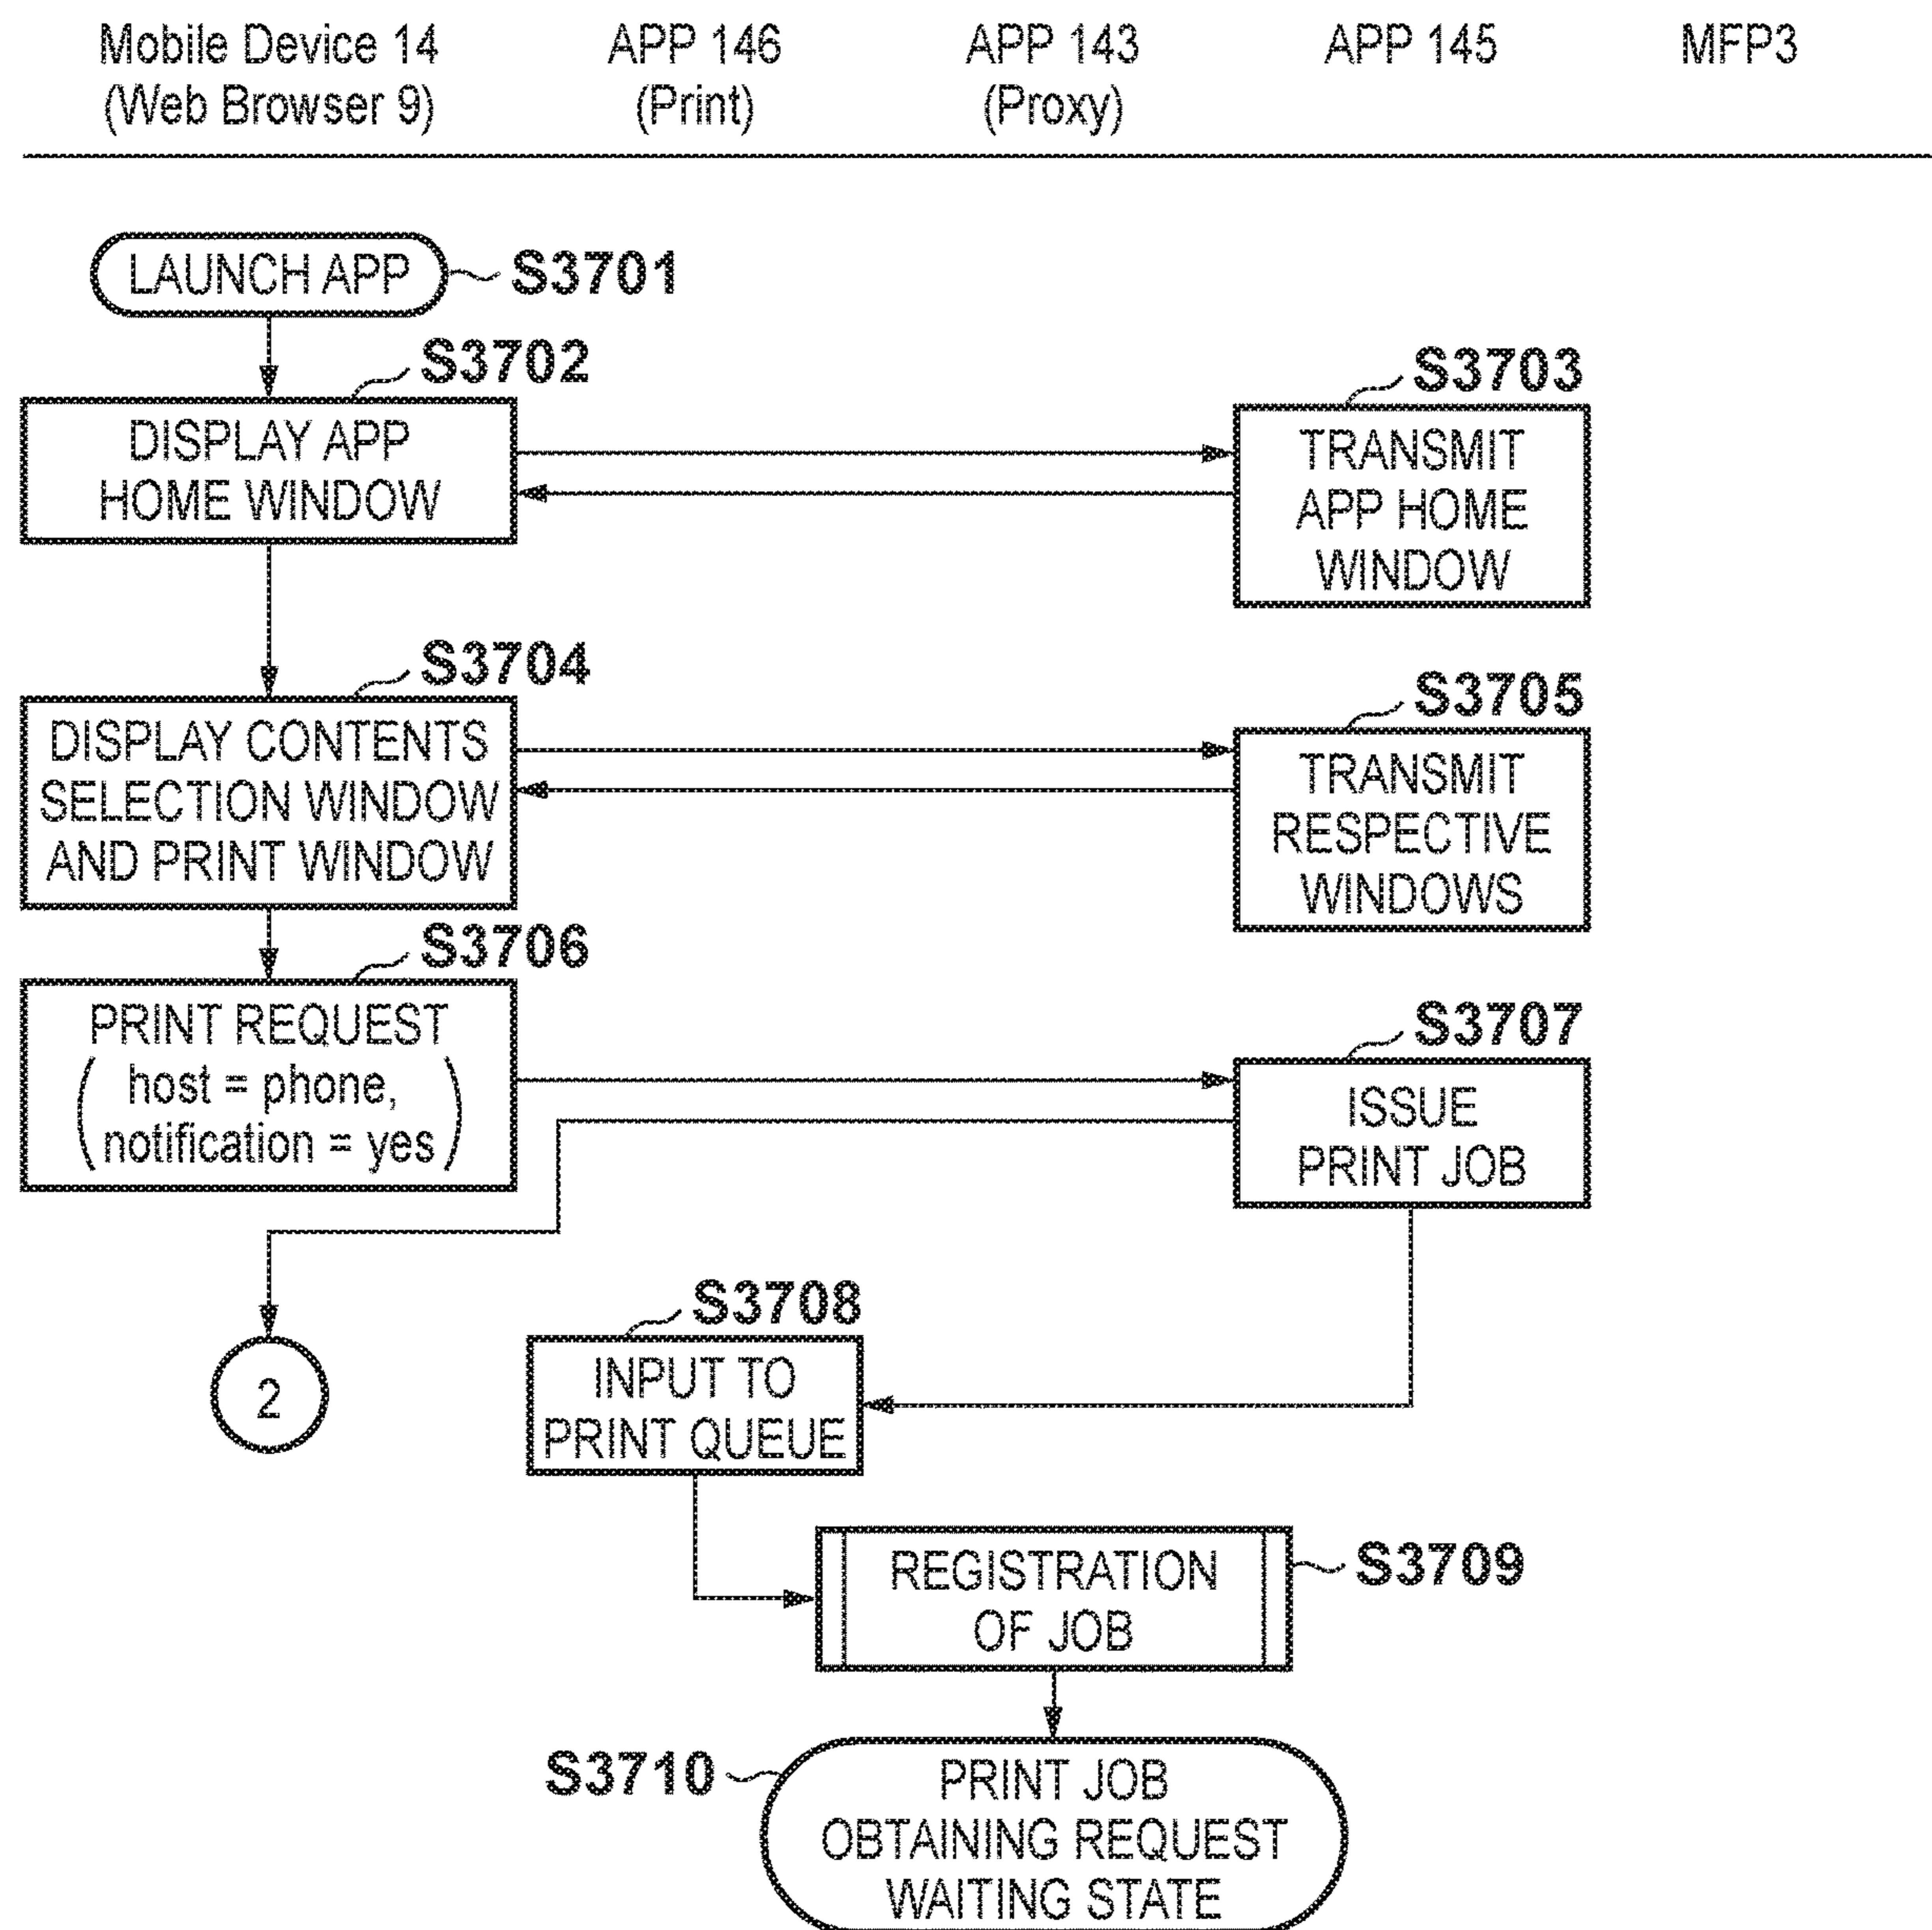 Mobile Device 14
(Web Browser 9)
APP 146
(Print)
APP 143
(Proxy)
APP 145
MFP3
LAUNCH APP
S3701
S3702
DISPLAY APP
HOME WINDOW
S3703
TRANSMIT
APP HOME
WINDOW
S3704
DISPLAY CONTENTS
SELECTION WINDOW
AND PRINT WINDOW
S3705
TRANSMIT
RESPECTIVE
WINDOWS
S3706
PRINT REQUEST
(host = phone,
notification = yes)
S3707
ISSUE
PRINT JOB
2
S3708
INPUT TO
PRINT QUEUE
REGISTRATION
OF JOB
S3709
S3710
PRINT JOB
OBTAINING REQUEST
WAITING STATE